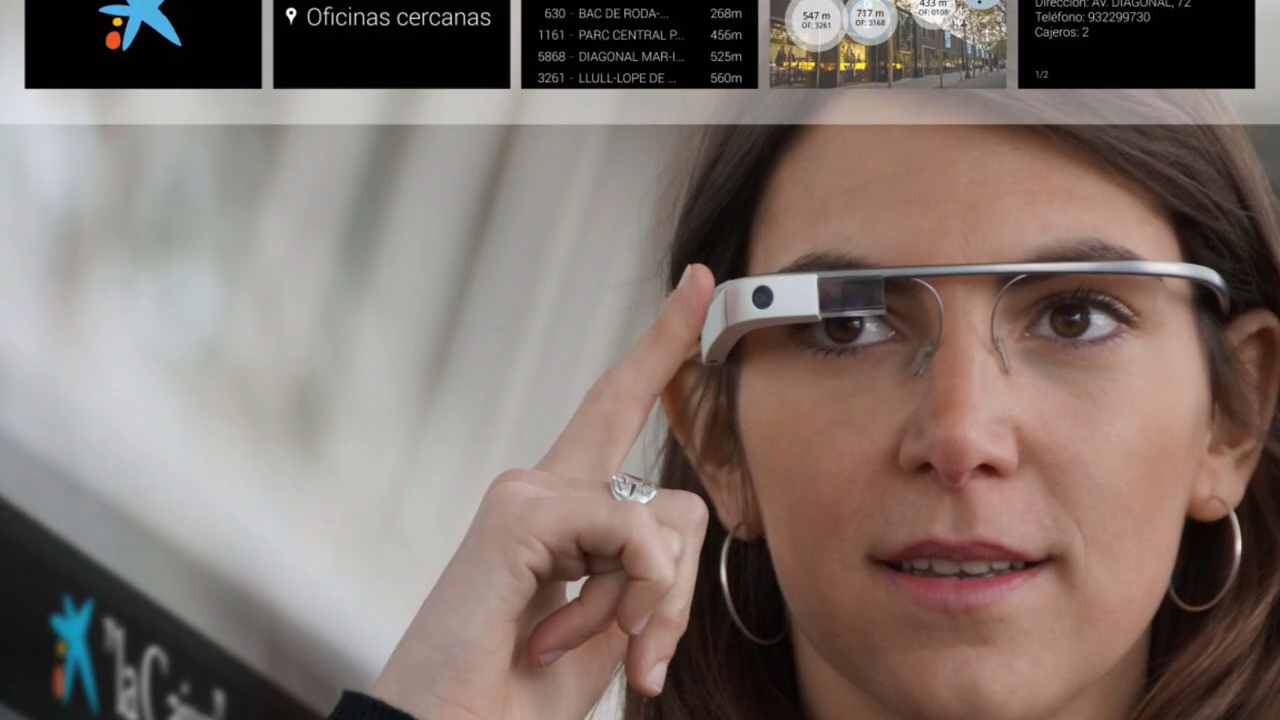 Oficinas cercanas
630 - BAC DE RODA-... 268m
1161 - PARC CENTRAL P... 456m
5868 - DIAGONAL MAR-I... 525m
3261 - LLULL-LOPE DE ... 560m
547 m
OF: 3261
717 m
OF: 3168
433 m
OF: 0108
Dirección: AV. DIAGONAL, 72
Teléfono: 932299730
Cajeros: 2
1/2
"la Caixa"